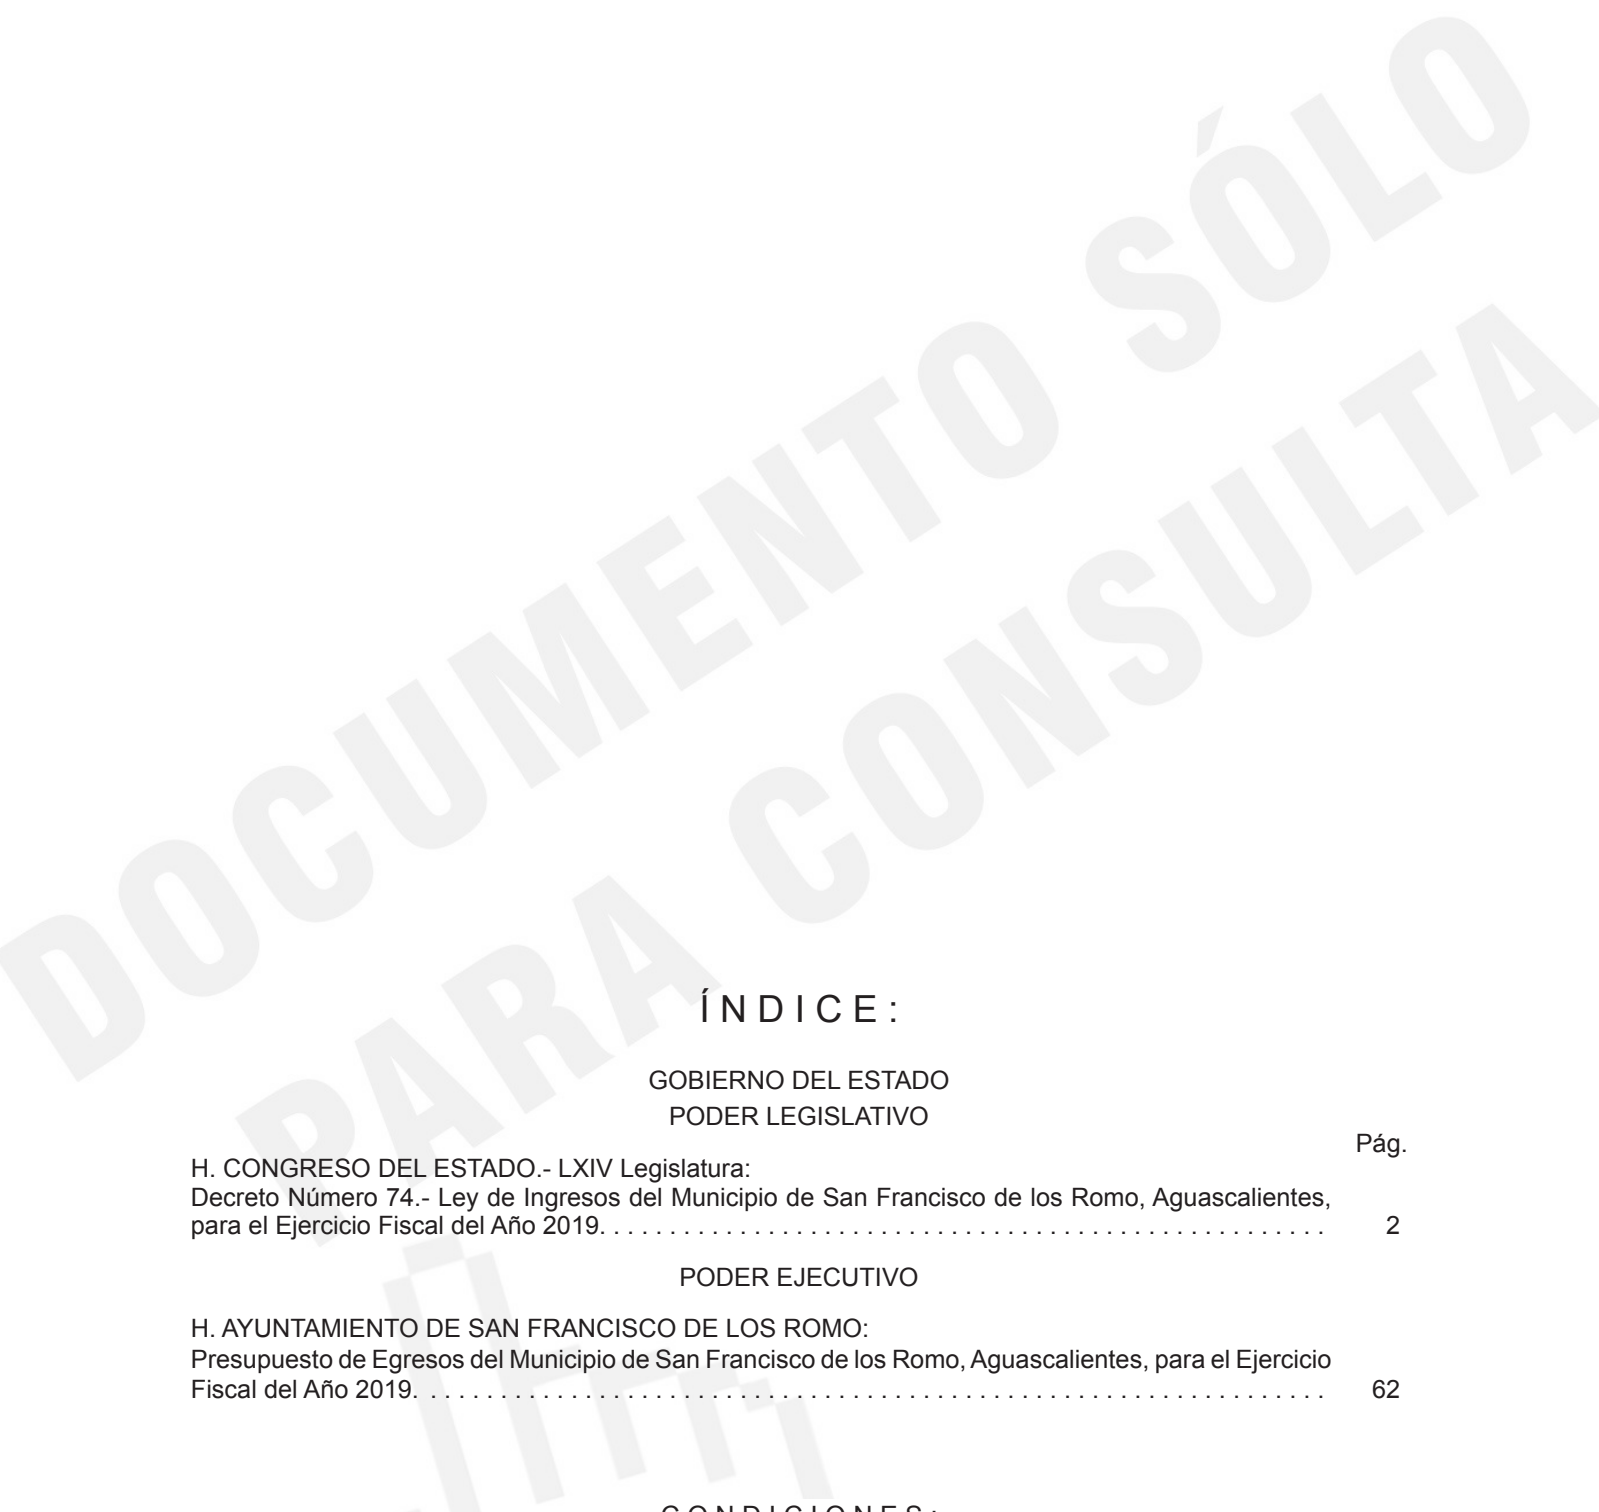 DOCUMENTO SÓLO
PARA CONSULTA
ÍNDICE:
GOBIERNO DEL ESTADO
PODER LEGISLATIVO
Pág.
H. CONGRESO DEL ESTADO.- LXIV Legislatura:
Decreto Número 74.- Ley de Ingresos del Municipio de San Francisco de los Romo, Aguascalientes,
para el Ejercicio Fiscal del Año 2019. . . . . . . . . . . . . . . . . . . . . . . . . . . . . . . . . . . . . . . . . . . . . . . . . . . . 2
PODER EJECUTIVO
H. AYUNTAMIENTO DE SAN FRANCISCO DE LOS ROMO:
Presupuesto de Egresos del Municipio de San Francisco de los Romo, Aguascalientes, para el Ejercicio
Fiscal del Año 2019. . . . . . . . . . . . . . . . . . . . . . . . . . . . . . . . . . . . . . . . . . . . . . . . . . . . . . . . . . . . . . . . . 62
CONDICIONES: